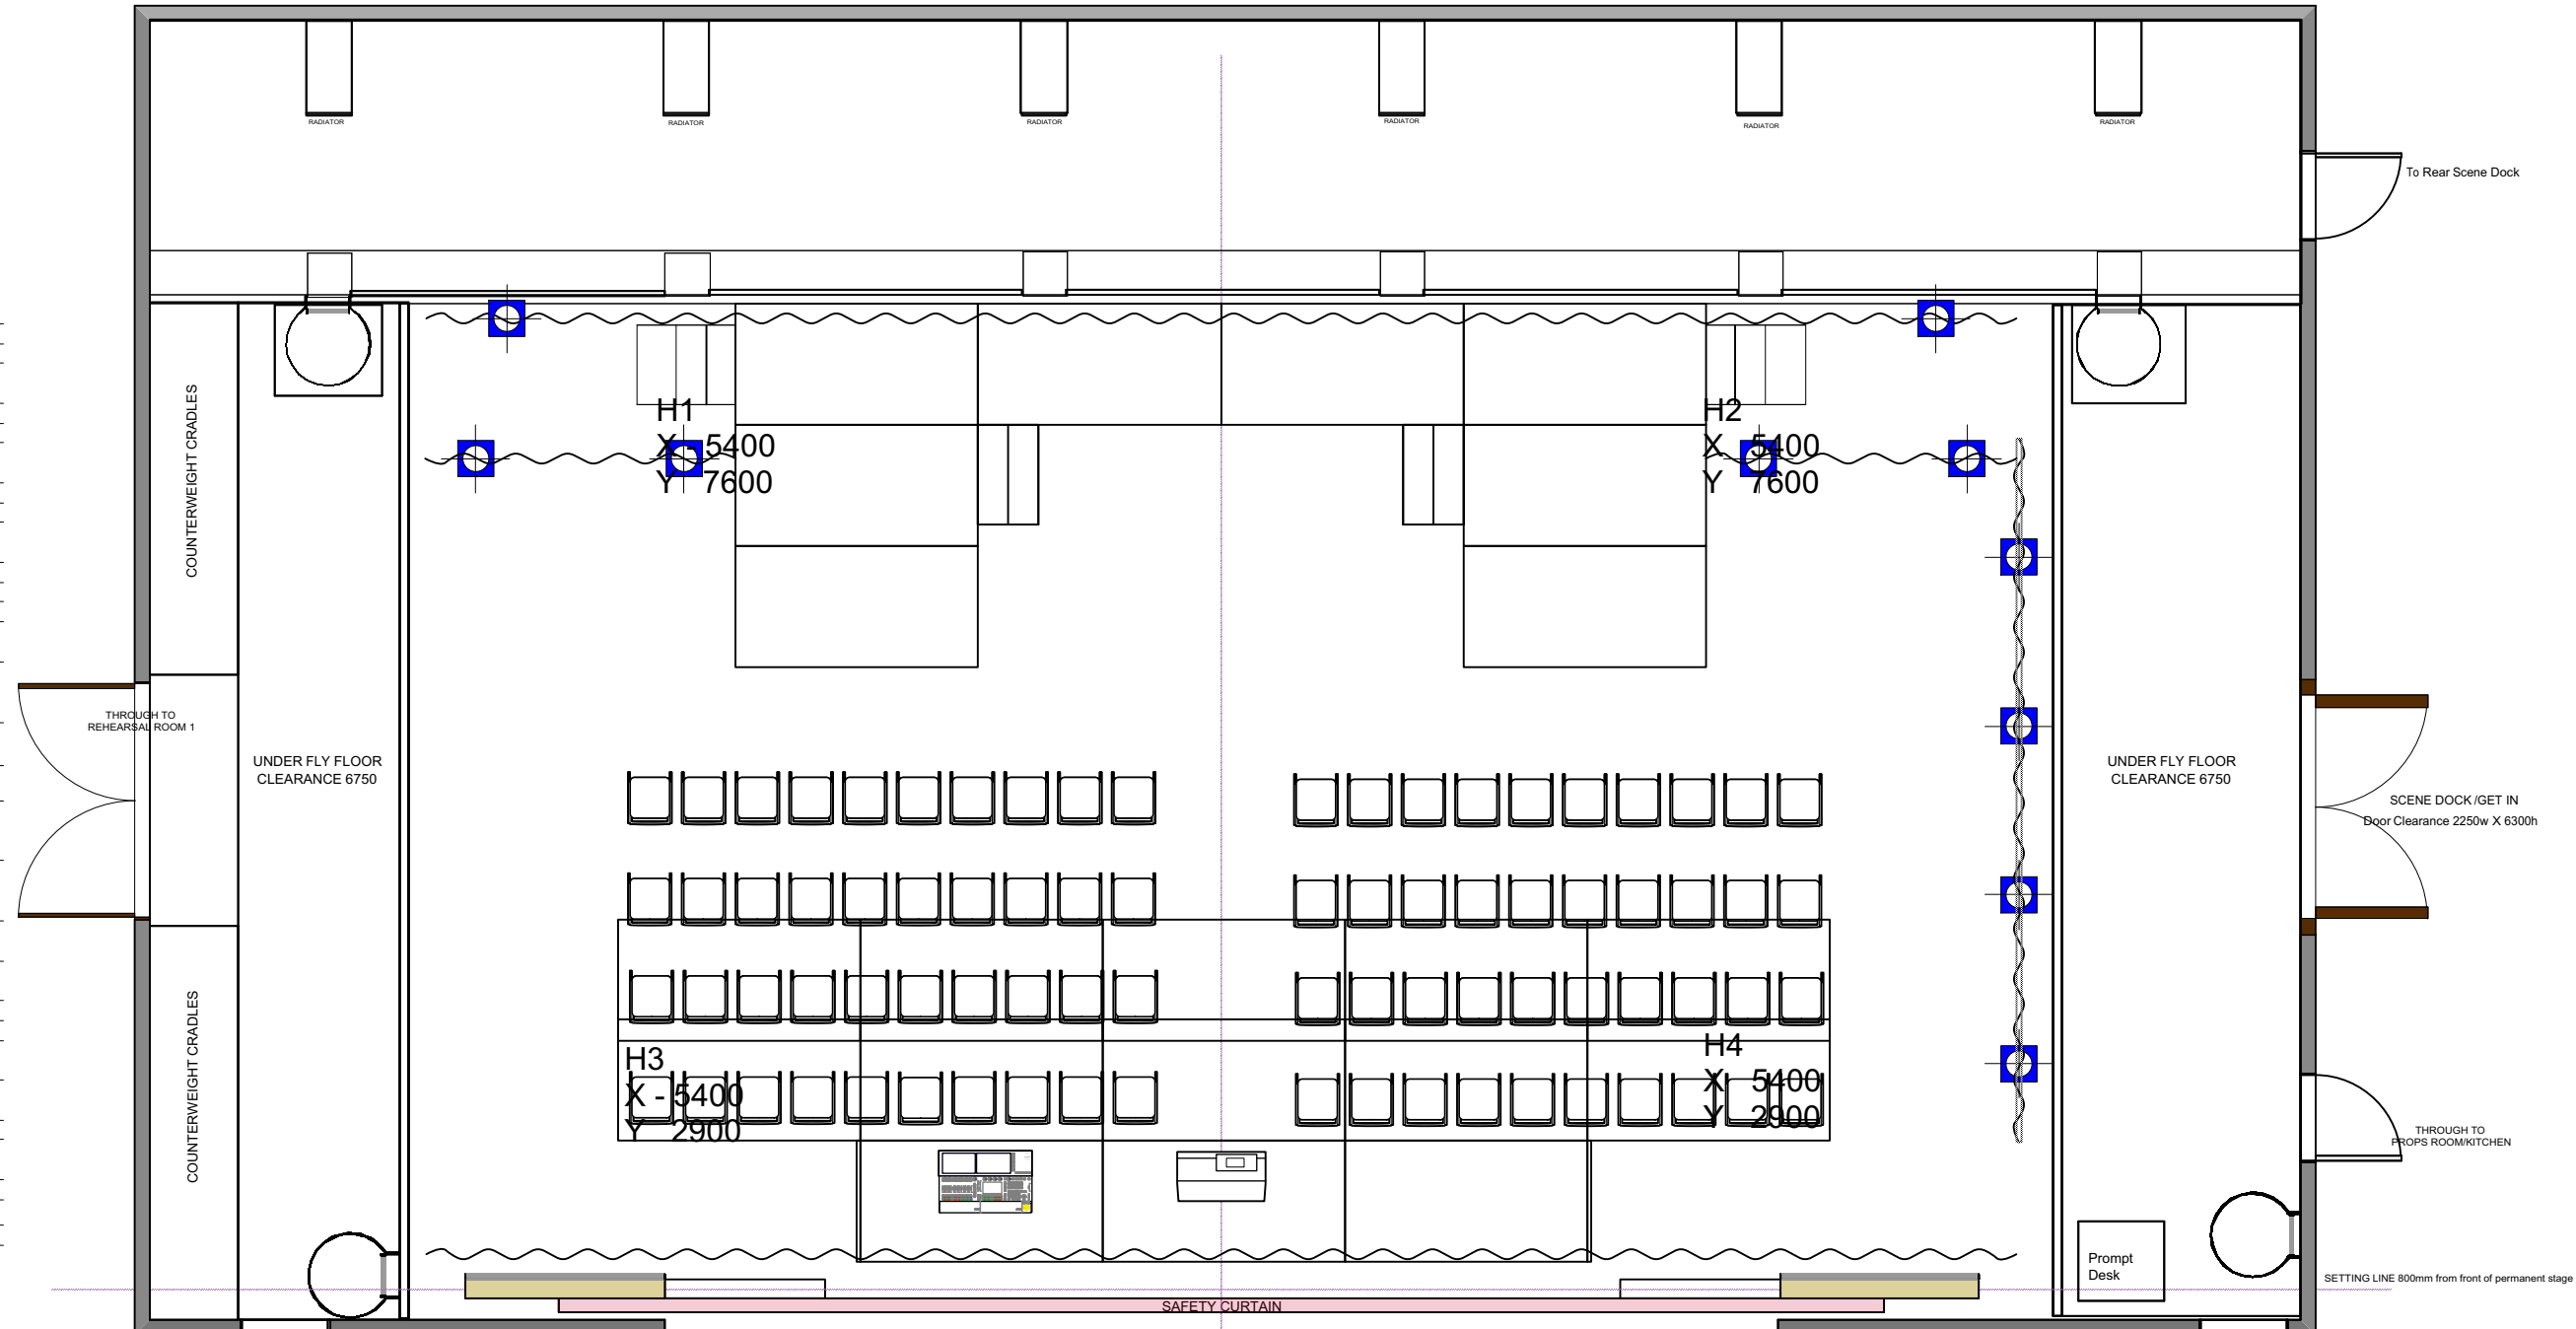 RADIATOR
RADIATOR
RADIATOR
RADIATOR
RADIATOR
RADIATOR
To Rear Scene Dock
COUNTERWEIGHT CRADLES
H1
X - 5400
Y 7600
H2
X 5400
Y 7600
THROUGH TO
REHEARSAL ROOM 1
UNDER FLY FLOOR
CLEARANCE 6750
UNDER FLY FLOOR
CLEARANCE 6750
SCENE DOCK /GET IN
Door Clearance 2250w X 6300h
COUNTERWEIGHT CRADLES
H3
X - 5400
Y 2900
H4
X 5400
Y 2900
THROUGH TO
PROPS ROOM/KITCHEN
Prompt
Desk
SETTING LINE 800mm from front of permanent stage
SAFETY CURTAIN